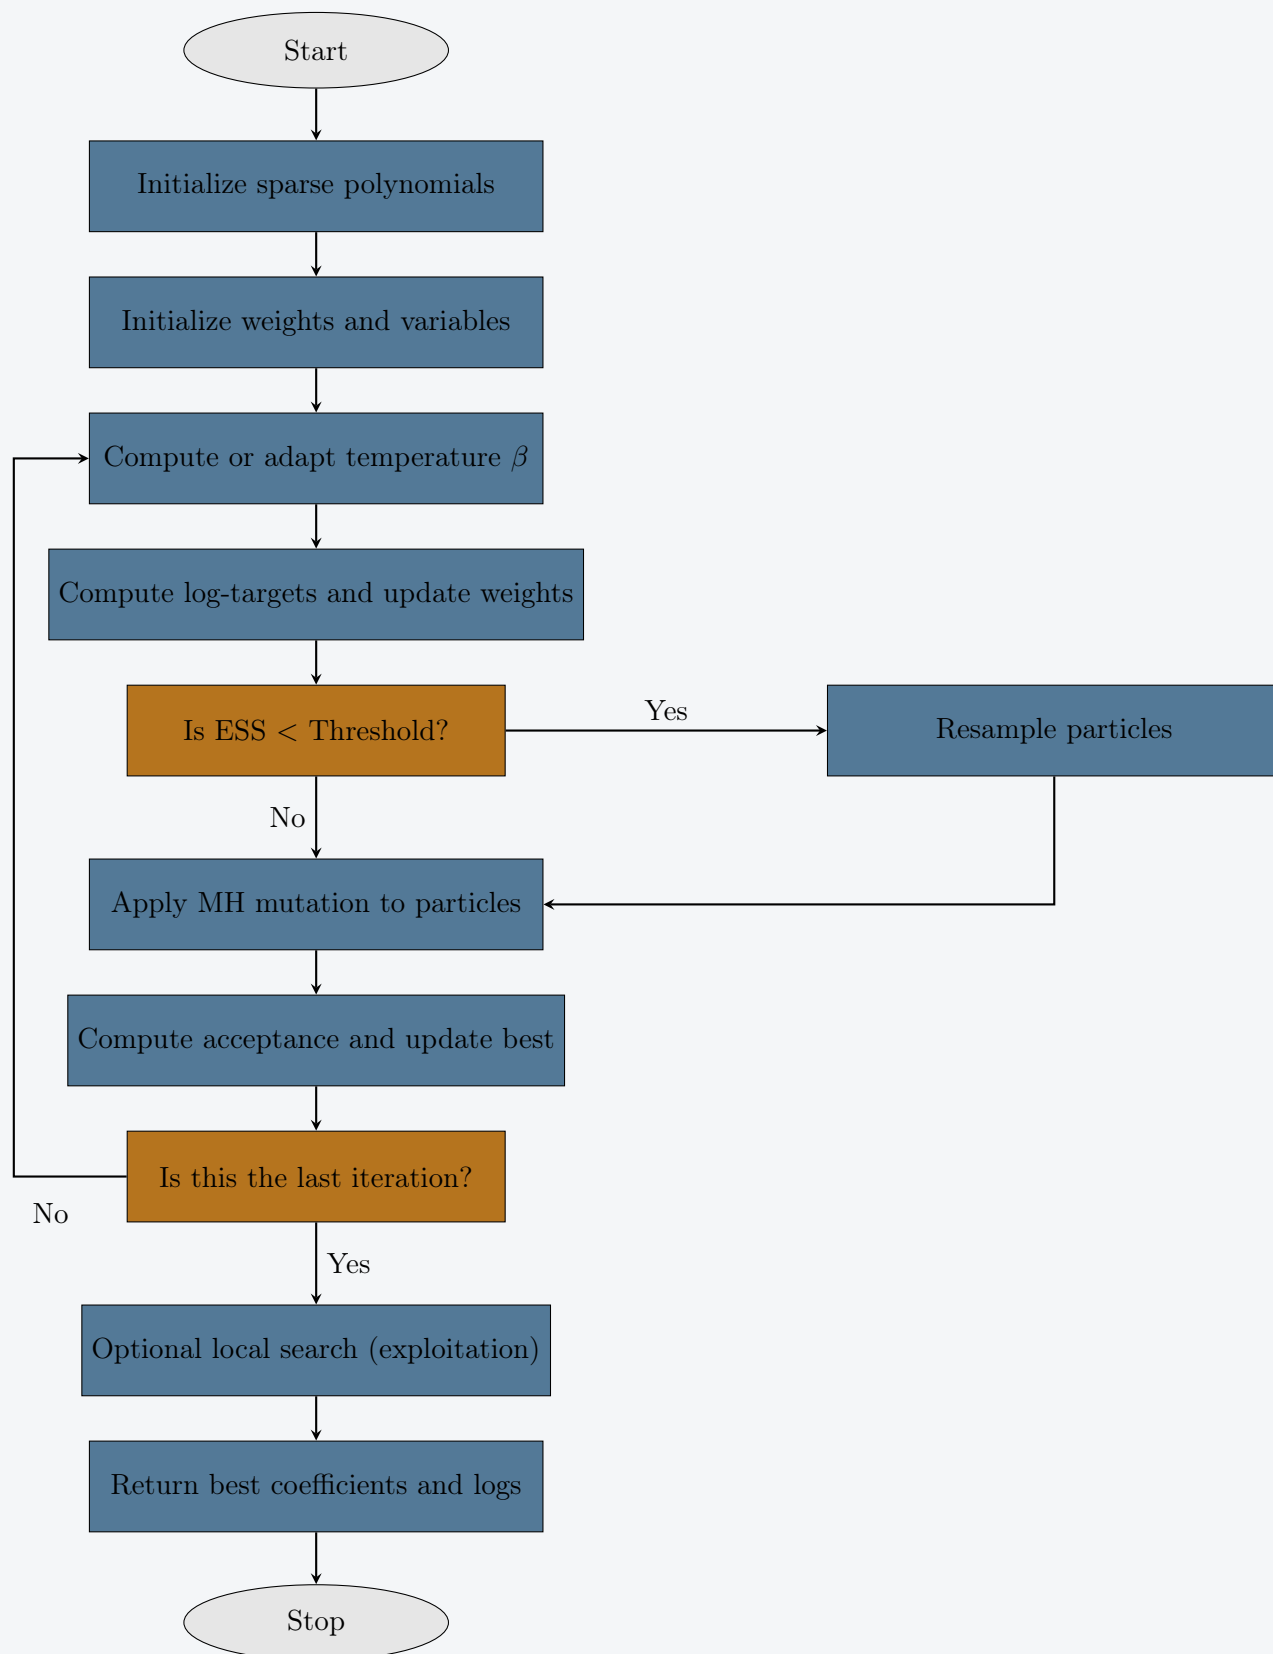 Start
Initialize sparse polynomials
Initialize weights and variables
Compute or adapt temperature β
Compute log-targets and update weights
Is ESS < Threshold?
Yes
Resample particles
No
Apply MH mutation to particles
Compute acceptance and update best
Is this the last iteration?
No
Yes
Optional local search (exploitation)
Return best coefficients and logs
Stop